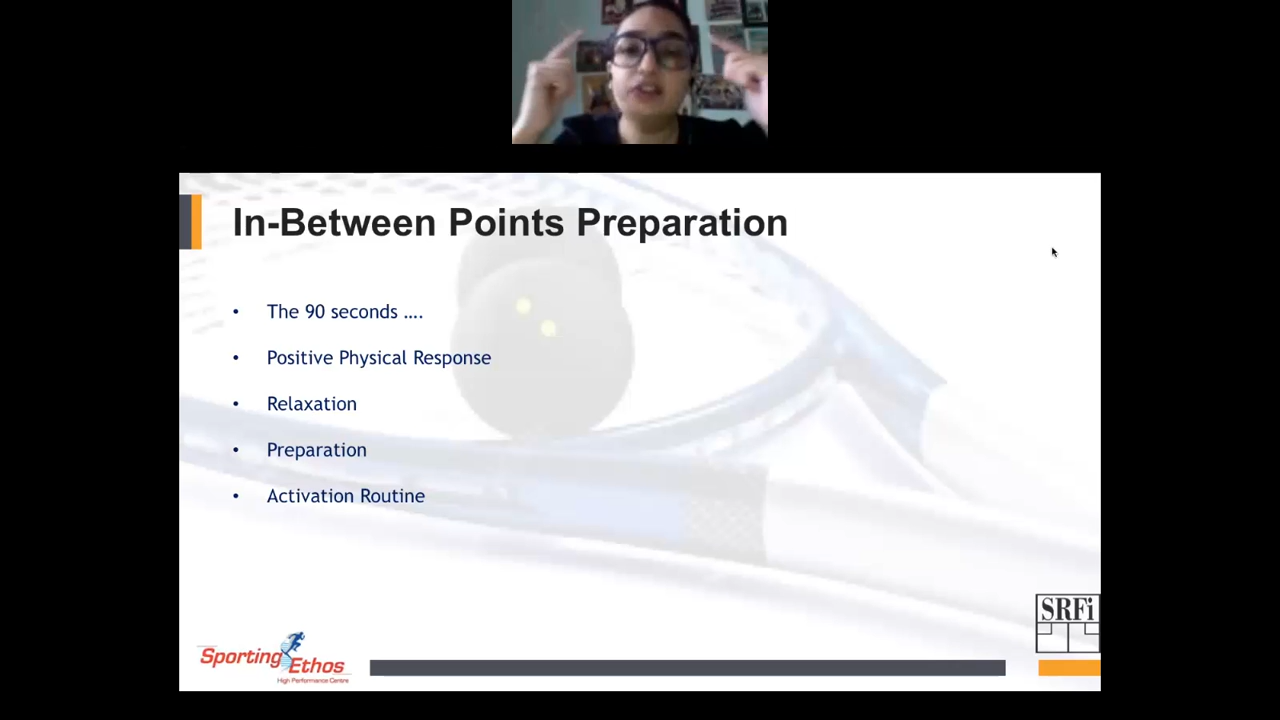 In-Between Points Preparation
• The 90 seconds ....
• Positive Physical Response
• Relaxation
• Preparation
• Activation Routine
SRFi
Sporting Ethos
High Performance Centre